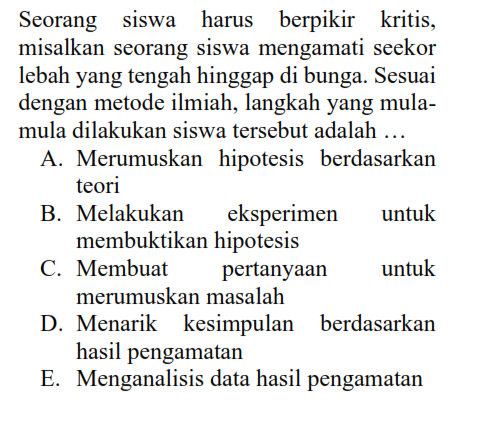 Seorang siswa harus berpikir kritis,
misalkan seorang siswa mengamati seekor
lebah yang tengah hinggap di bunga. Sesuai
dengan metode ilmiah, langkah yang mula-
mula dilakukan siswa tersebut adalah …
A. Merumuskan hipotesis berdasarkan
teori
B. Melakukan eksperimen untuk
membuktikan hipotesis
C. Membuat pertanyaan untuk
merumuskan masalah
D. Menarik kesimpulan berdasarkan
hasil pengamatan
E. Menganalisis data hasil pengamatan